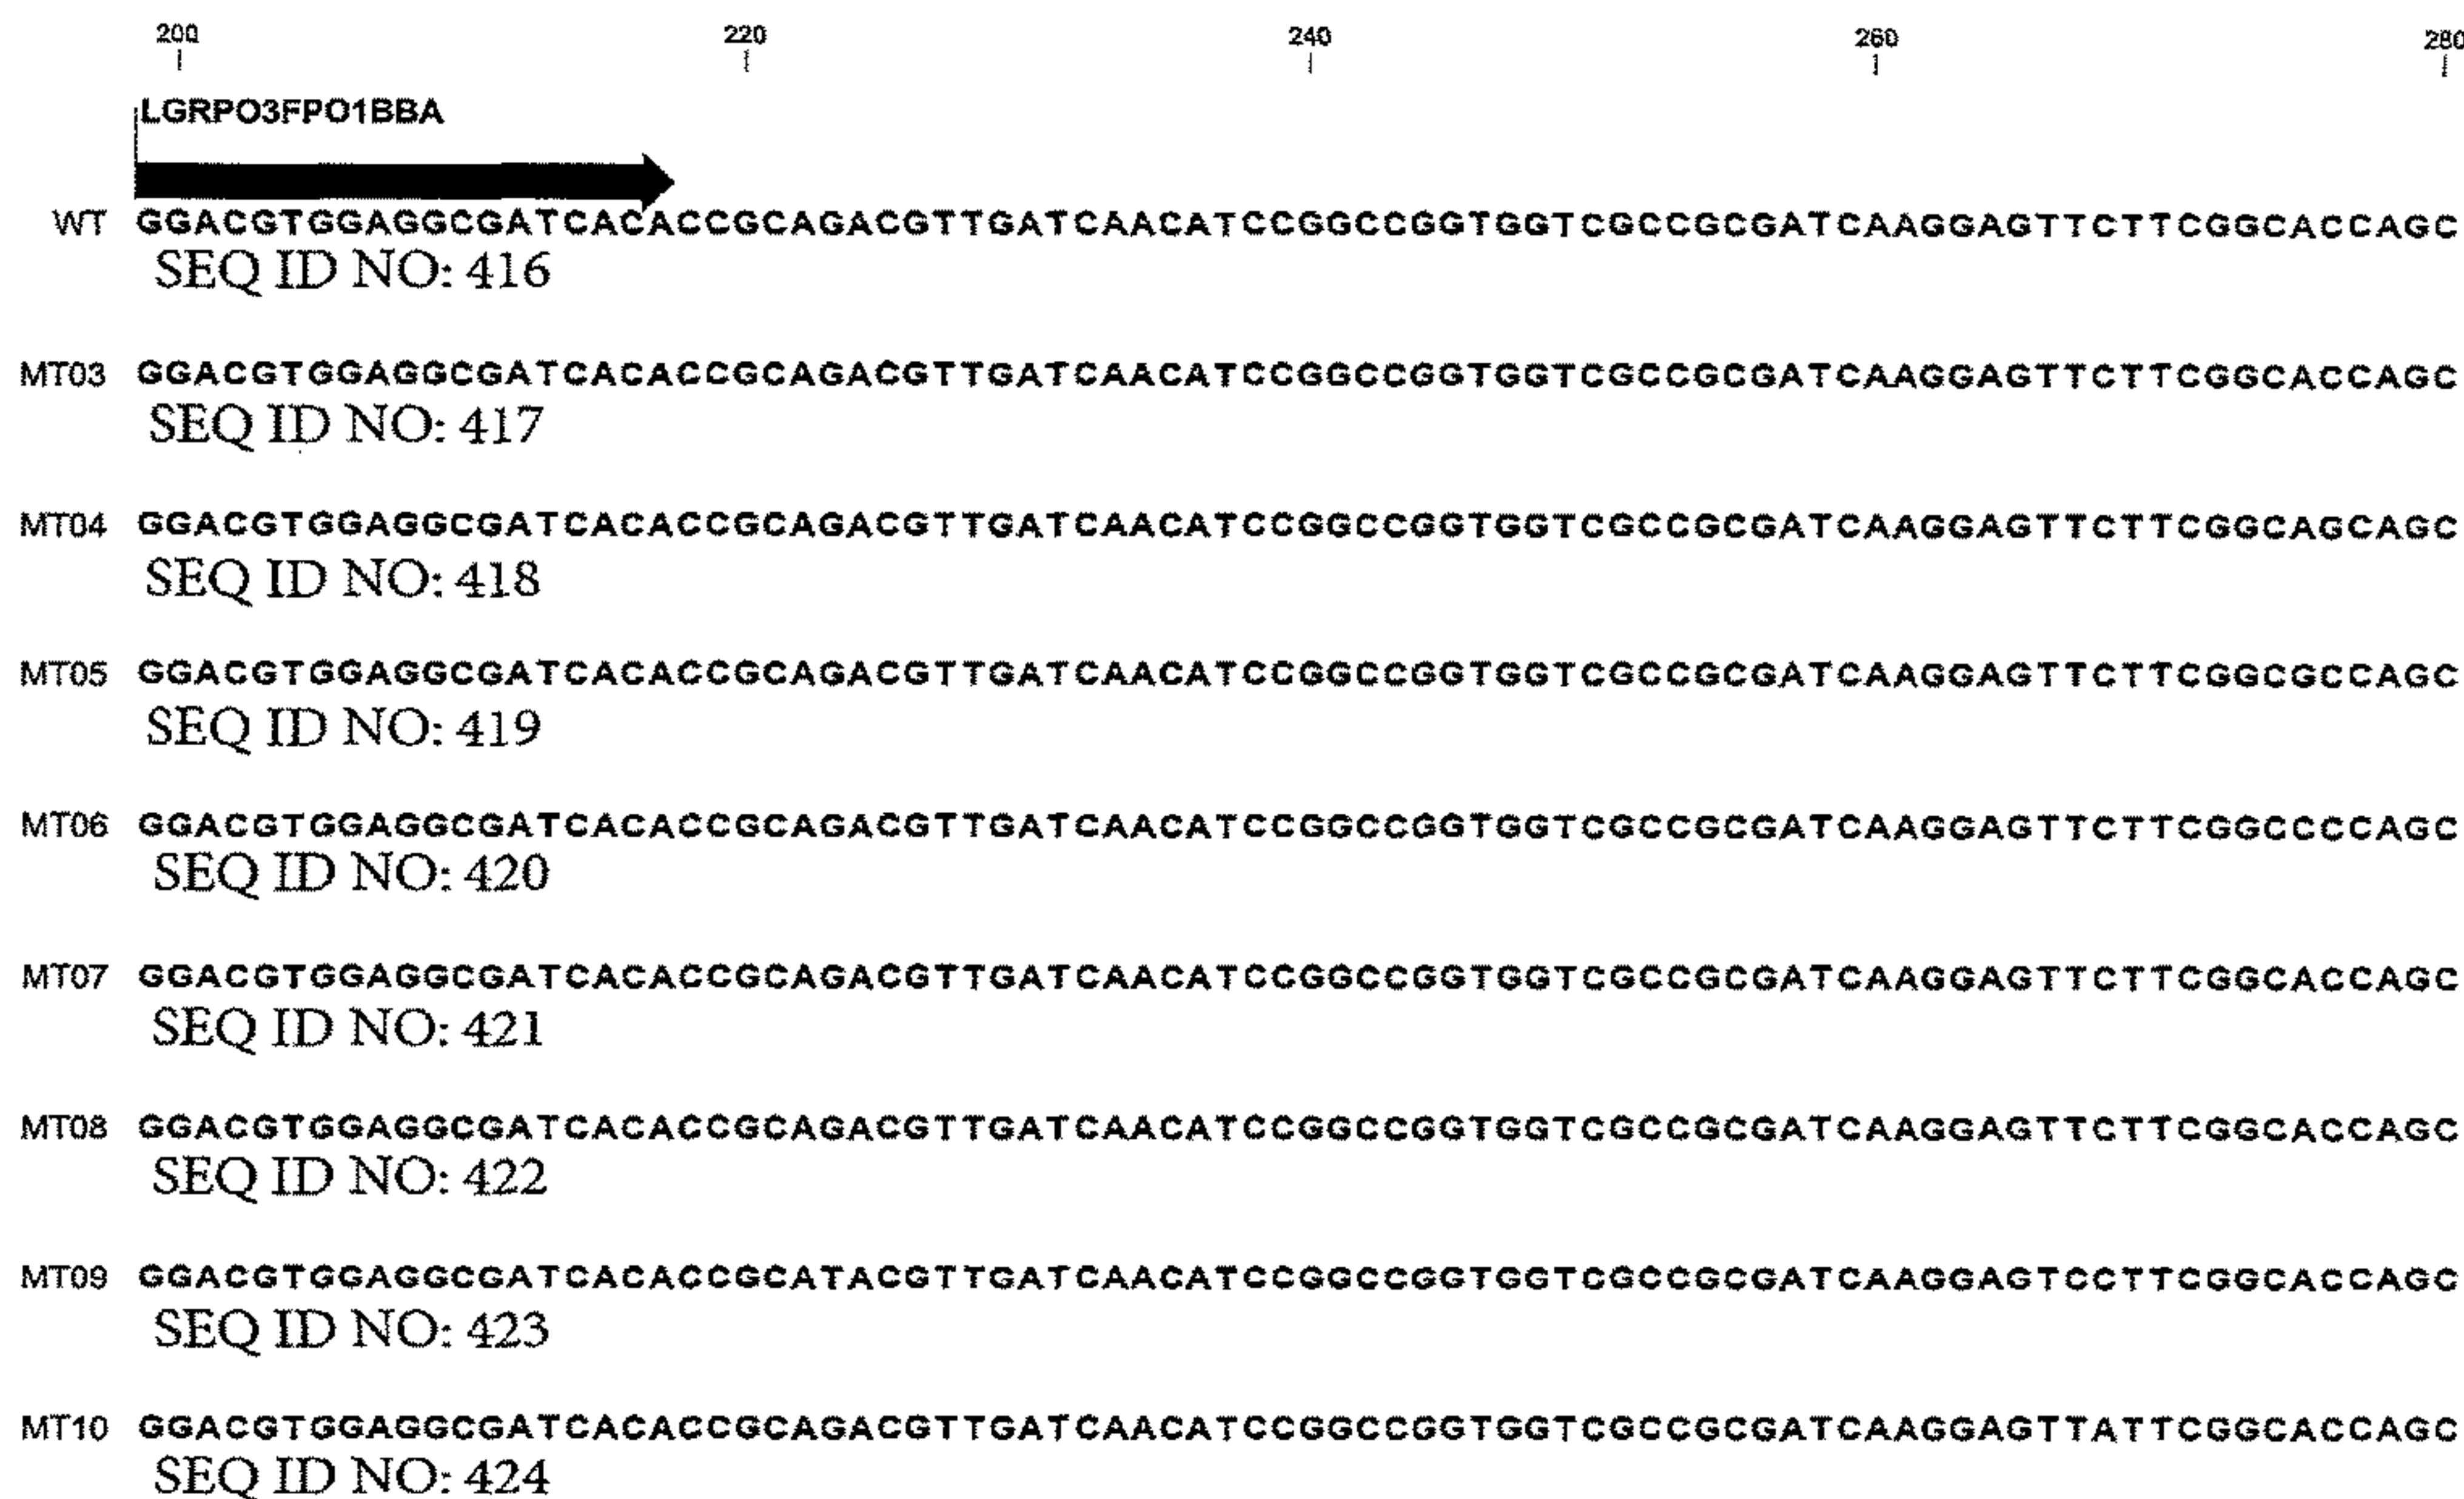 200 220 240 260 280
LGRPO3FPO1BBA
WT GGACGTGGAGGCGATCACACCGCAGACGTTGATCAACATCCGGCCGGTGGTCGCCGCGATCAAGGAGTTCTTCGGCACCAGC
SEQ ID NO: 416
MT03 GGACGTGGAGGCGATCACACCGCAGACGTTGATCAACATCCGGCCGGTGGTCGCCGCGATCAAGGAGTTCTTCGGCACCAGC
SEQ ID NO: 417
MT04 GGACGTGGAGGCGATCACACCGCAGACGTTGATCAACATCCGGCCGGTGGTCGCCGCGATCAAGGAGTTCTTCGGCAGCAGC
SEQ ID NO: 418
MT05 GGACGTGGAGGCGATCACACCGCAGACGTTGATCAACATCCGGCCGGTGGTCGCCGCGATCAAGGAGTTCTTCGGCGCCAGC
SEQ ID NO: 419
MT06 GGACGTGGAGGCGATCACACCGCAGACGTTGATCAACATCCGGCCGGTGGTCGCCGCGATCAAGGAGTTCTTCGGCCCCAGC
SEQ ID NO: 420
MT07 GGACGTGGAGGCGATCACACCGCAGACGTTGATCAACATCCGGCCGGTGGTCGCCGCGATCAAGGAGTTCTTCGGCACCAGC
SEQ ID NO: 421
MT08 GGACGTGGAGGCGATCACACCGCAGACGTTGATCAACATCCGGCCGGTGGTCGCCGCGATCAAGGAGTTCTTCGGCACCAGC
SEQ ID NO: 422
MT09 GGACGTGGAGGCGATCACACCGCATACGTTGATCAACATCCGGCCGGTGGTCGCCGCGATCAAGGAGTCCTTCGGCACCAGC
SEQ ID NO: 423
MT10 GGACGTGGAGGCGATCACACCGCAGACGTTGATCAACATCCGGCCGGTGGTCGCCGCGATCAAGGAGTTATTCGGCACCAGC
SEQ ID NO: 424